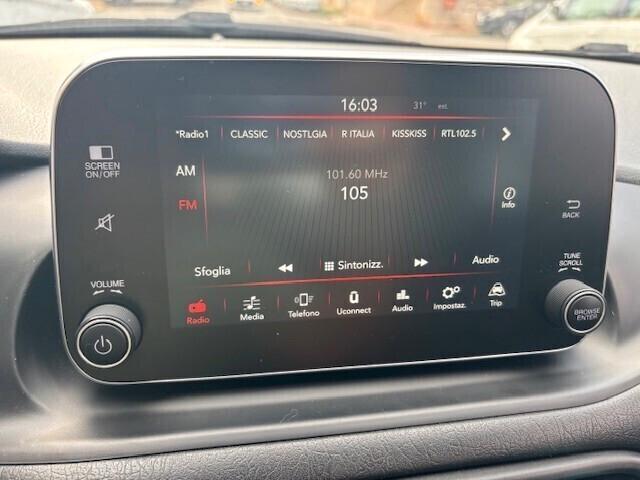 16:03 31° est.
*Radio1 CLASSIC NOSTLGIA R ITALIA KISSKISS RTL102.5
SCREEN
ON/OFF
AM
101.60 MHz
FM
105
Info
BACK
VOLUME
TUNE
SCROLL
Sfoglia Sintonizz. Audio
Radio Media Telefono Uconnect Audio Impostaz. Trip
BROWSE
ENTER